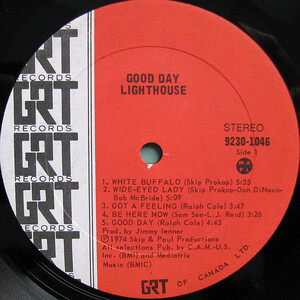 GRT
RECORDS
GRT
RECORDS
GRT
RECORDS
GRT
RECORDS
GRT
GOOD DAY
LIGHTHOUSE
STEREO
9230-1046
Side 1
1. WHITE BUFFALO (Skip Prokop) 5:35
2. WIDE-EYED LADY (Skip Prokop-Don DiNovo-
Bob McBride) 5:09
3. GOT A FEELING (Ralph Cole) 3:47
4. BE HERE NOW (Sam See-L.J. Reid) 3:26
5. GOOD DAY (Ralph Cole) 4:43
Prod. by Jimmy Ienner
℗ 1974 Skip & Paul Productions
All selections Pub. by C.A.M.-U.S.A.
Inc. (BMI) and Mediatrix
Music (BMIC)
GRT OF CANADA LTD.